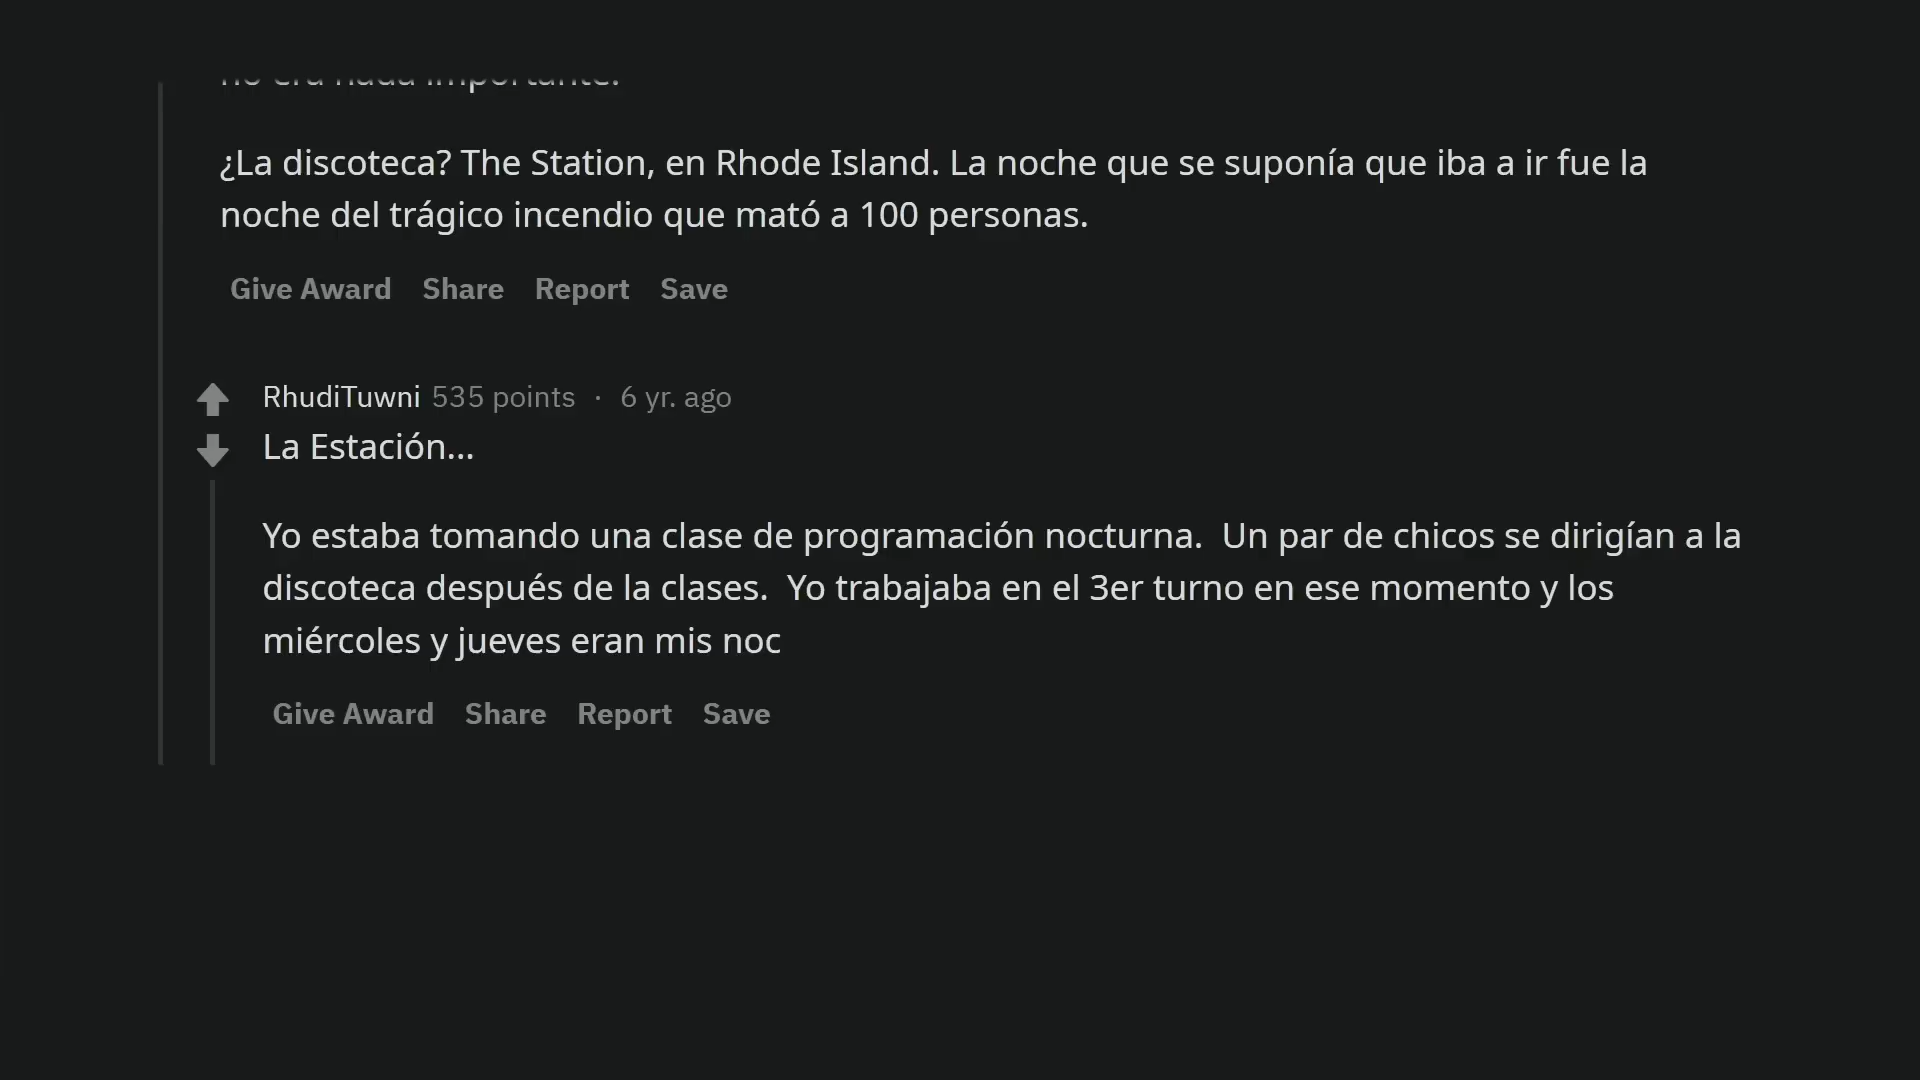 no era nada importante.
¿La discoteca? The Station, en Rhode Island. La noche que se suponía que iba a ir fue la
noche del trágico incendio que mató a 100 personas.
Give Award Share Report Save
RhudiTuwni 535 points · 6 yr. ago
La Estación...
Yo estaba tomando una clase de programación nocturna. Un par de chicos se dirigían a la
discoteca después de la clases. Yo trabajaba en el 3er turno en ese momento y los
miércoles y jueves eran mis noc
Give Award Share Report Save